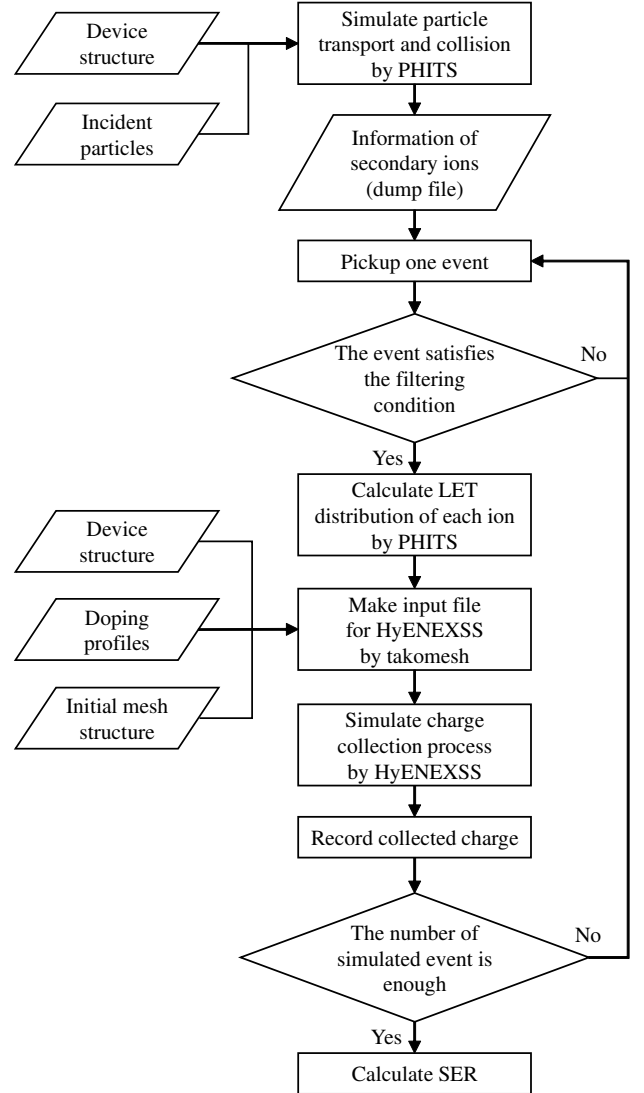 Device
structure
Simulate particle
transport and collision
by PHITS
Incident
particles
Information of
secondary ions
(dump file)
Pickup one event
The event satisfies
the filtering
condition
No
Yes
Calculate LET
distribution of each ion
by PHITS
Device
structure
Doping
profiles
Make input file
for HyENEXSS
by takomesh
Initial mesh
structure
Simulate charge
collection process
by HyENEXSS
Record collected charge
The number of
simulated event is
enough
No
Yes
Calculate SER